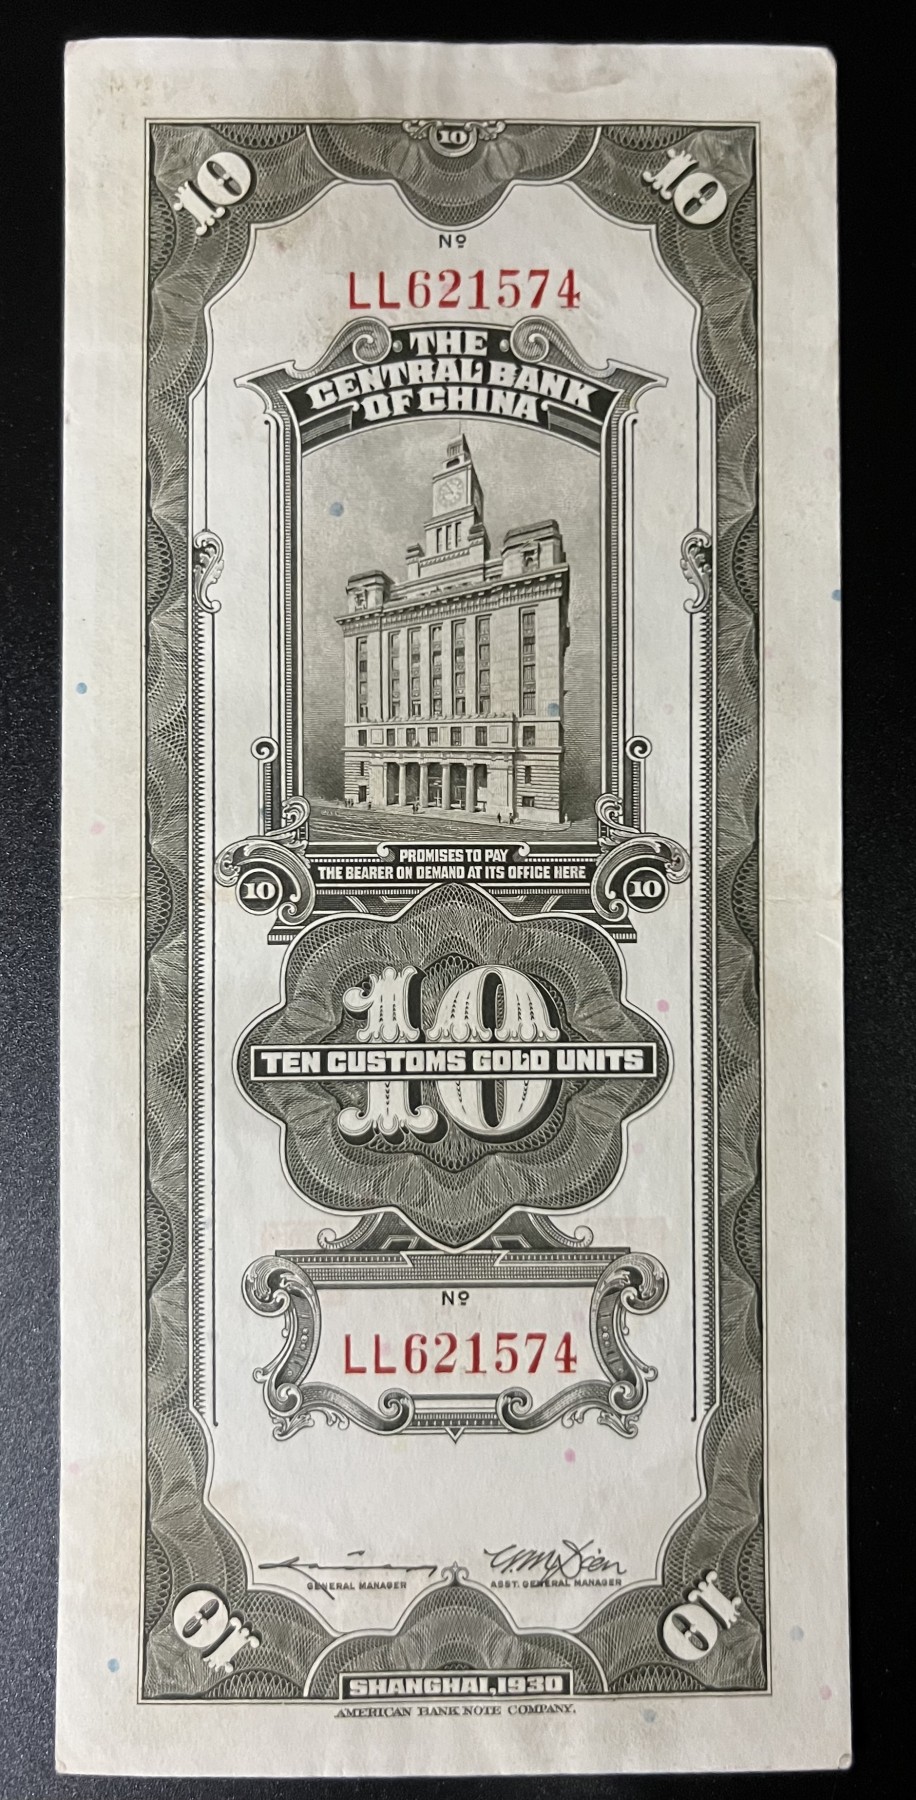 10
10 10
Nº
LL621574
THE
CENTRAL BANK
OF CHINA
PROMISES TO PAY
THE BEARER ON DEMAND AT ITS OFFICE HERE
10 10
10
TEN CUSTOMS GOLD UNITS
Nº
LL621574
GENERAL MANAGER ASST. GENERAL MANAGER
10 10
SHANGHAI, 1930
AMERICAN BANK NOTE COMPANY.